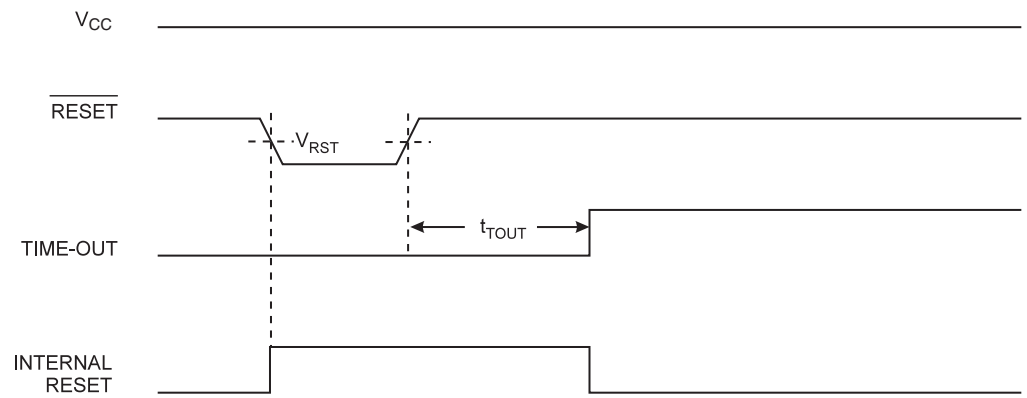 VCC
RESET
VRST
tTOUT
TIME-OUT
INTERNAL
RESET